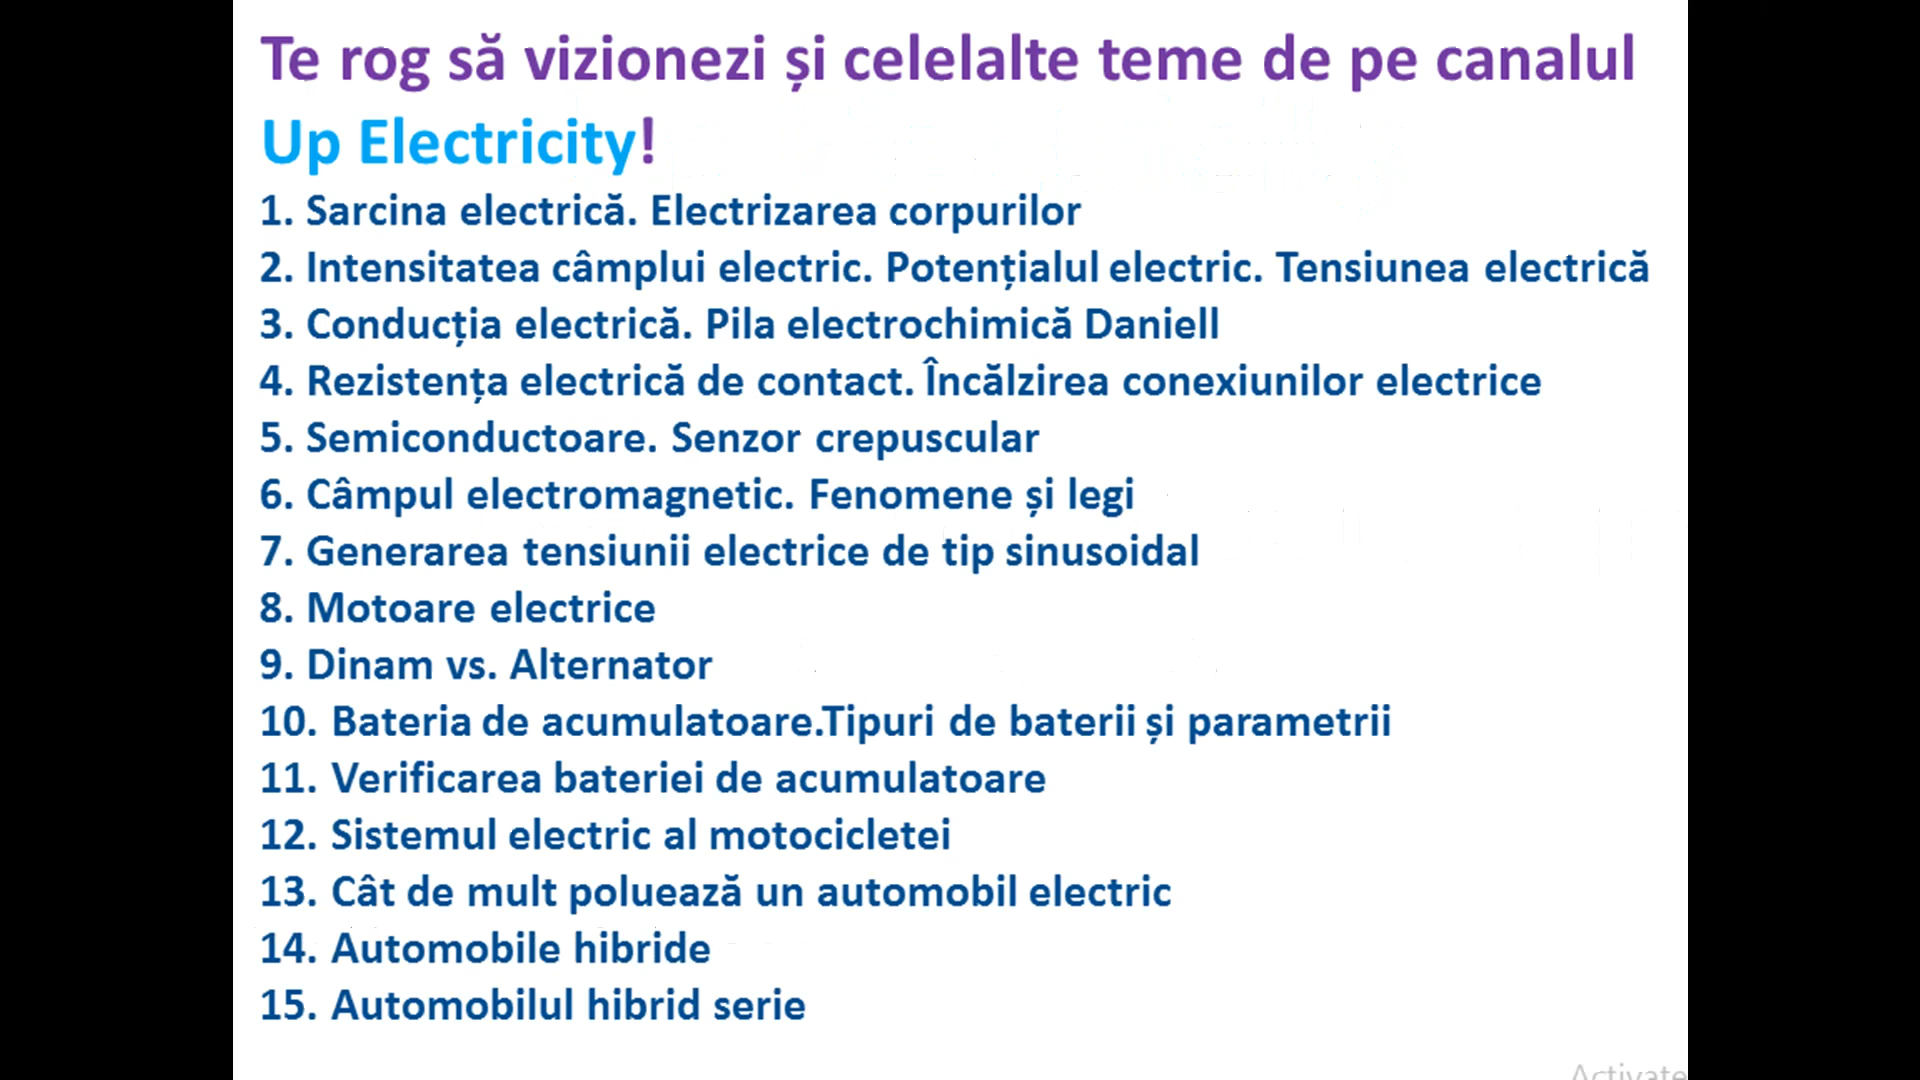 Te rog să vizionezi și celelalte teme de pe canalul
Up Electricity!
1. Sarcina electrică. Electrizarea corpurilor
2. Intensitatea câmplui electric. Potențialul electric. Tensiunea electrică
3. Conducția electrică. Pila electrochimică Daniell
4. Rezistența electrică de contact. Încălzirea conexiunilor electrice
5. Semiconductoare. Senzor crepuscular
6. Câmpul electromagnetic. Fenomene și legi
7. Generarea tensiunii electrice de tip sinusoidal
8. Motoare electrice
9. Dinam vs. Alternator
10. Bateria de acumulatoare.Tipuri de baterii și parametrii
11. Verificarea bateriei de acumulatoare
12. Sistemul electric al motocicletei
13. Cât de mult poluează un automobil electric
14. Automobile hibride
15. Automobilul hibrid serie
Activate